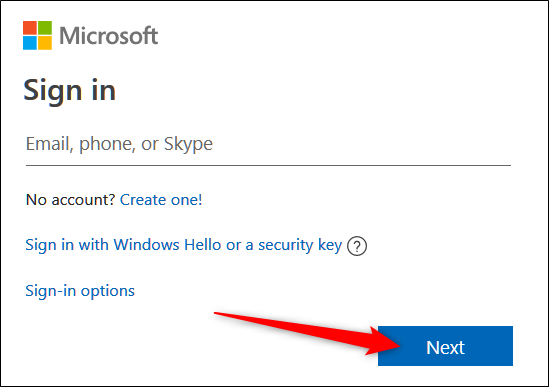 Microsoft
Sign in
Email, phone, or Skype
No account? Create one!
Sign in with Windows Hello or a security key ?
Sign-in options
Next